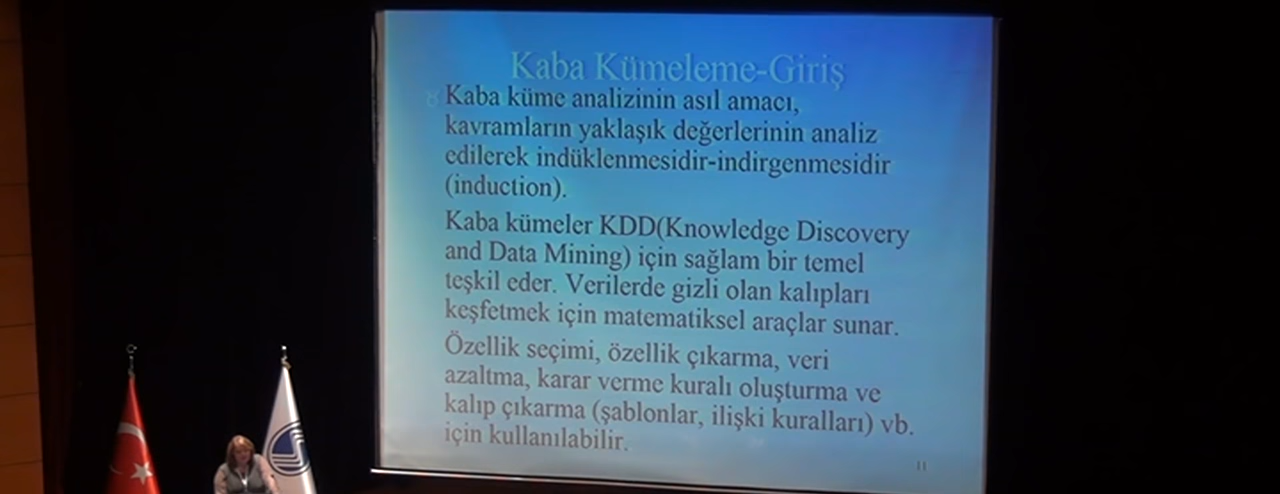 Kaba Kümeleme-Giriş
Kaba küme analizinin asıl amacı,
kavramların yaklaşık değerlerinin analiz
edilerek indüklenmesidir-indirgenmesidir
(induction).
Kaba kümeler KDD(Knowledge Discovery
and Data Mining) için sağlam bir temel
teşkil eder. Verilerde gizli olan kalıpları
keşfetmek için matematiksel araçlar sunar.
Özellik seçimi, özellik çıkarma, veri
azaltma, karar verme kuralı oluşturma ve
kalıp çıkarma (şablonlar, ilişki kuralları) vb.
için kullanılabilir.
11